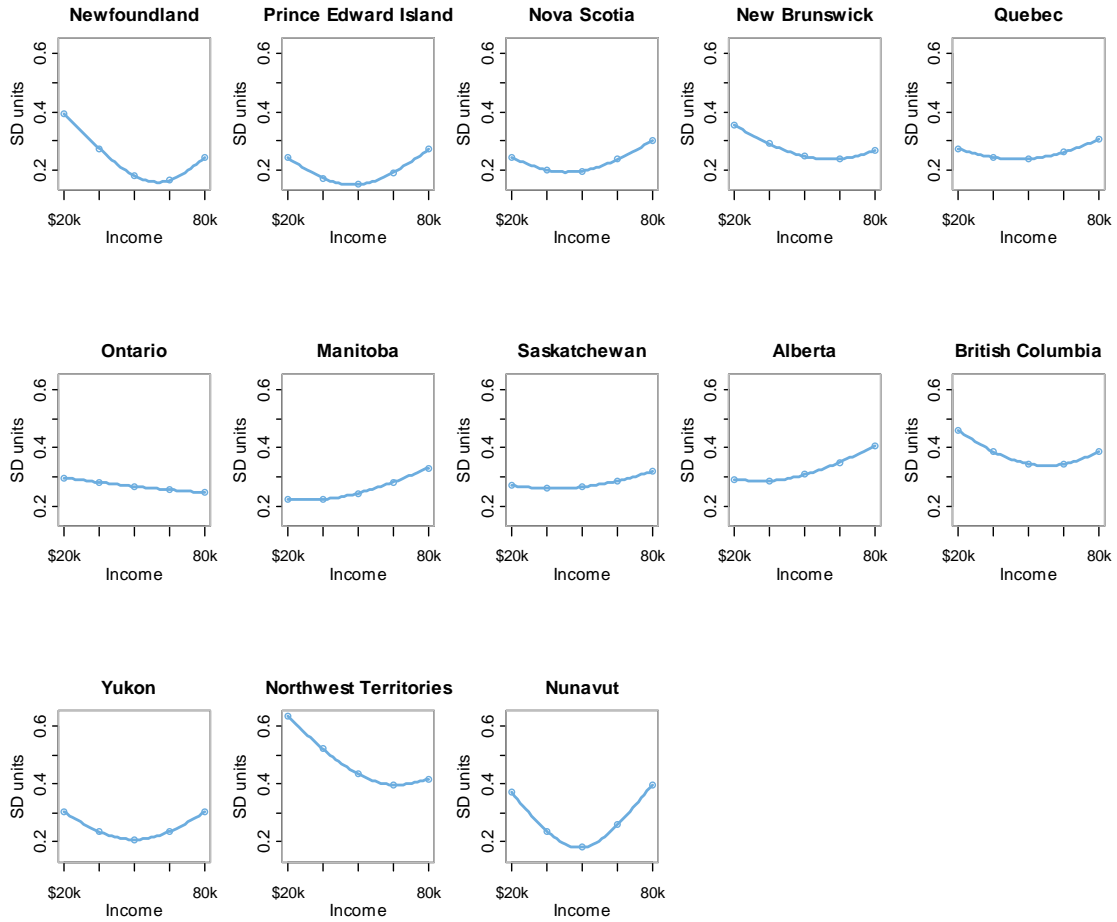 Newfoundland
SD units
0.2 0.4 0.6
$20k 80k
Income
Prince Edward Island
SD units
0.2 0.4 0.6
$20k 80k
Income
Nova Scotia
SD units
0.2 0.4 0.6
$20k 80k
Income
New Brunswick
SD units
0.2 0.4 0.6
$20k 80k
Income
Quebec
SD units
0.2 0.4 0.6
$20k 80k
Income
Ontario
SD units
0.2 0.4 0.6
$20k 80k
Income
Manitoba
SD units
0.2 0.4 0.6
$20k 80k
Income
Saskatchewan
SD units
0.2 0.4 0.6
$20k 80k
Income
Alberta
SD units
0.2 0.4 0.6
$20k 80k
Income
British Columbia
SD units
0.2 0.4 0.6
$20k 80k
Income
Yukon
SD units
0.2 0.4 0.6
$20k 80k
Income
Northwest Territories
SD units
0.2 0.4 0.6
$20k 80k
Income
Nunavut
SD units
0.2 0.4 0.6
$20k 80k
Income